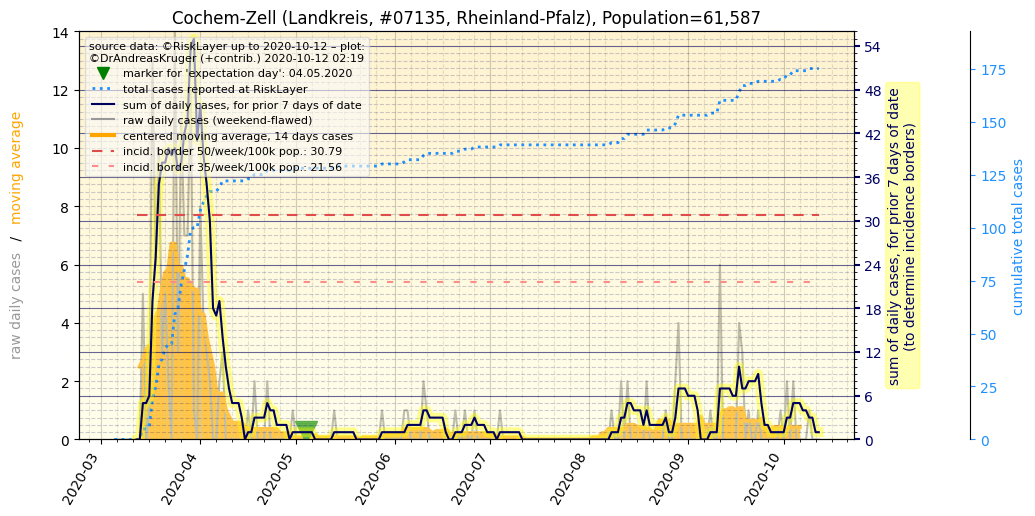 Cochem-Zell (Landkreis, #07135, Rheinland-Pfalz), Population=61,587
source data: ©RiskLayer up to 2020-10-12 – plot:
©DrAndreasKruger (+contrib.) 2020-10-12 02:19
marker for 'expectation day': 04.05.2020
total cases reported at RiskLayer
sum of daily cases, for prior 7 days of date
raw daily cases (weekend-flawed)
centered moving average, 14 days cases
incid. border 50/week/100k pop.: 30.79
incid. border 35/week/100k pop.: 21.56
raw daily cases / moving average
14
12
10
8
6
4
2
0
54
48
42
36
30
24
18
12
6
0
sum of daily cases, for prior 7 days of date
(to determine incidence borders)
175
150
125
100
75
50
25
0
cumulative total cases
2020-03
2020-04
2020-05
2020-06
2020-07
2020-08
2020-09
2020-10